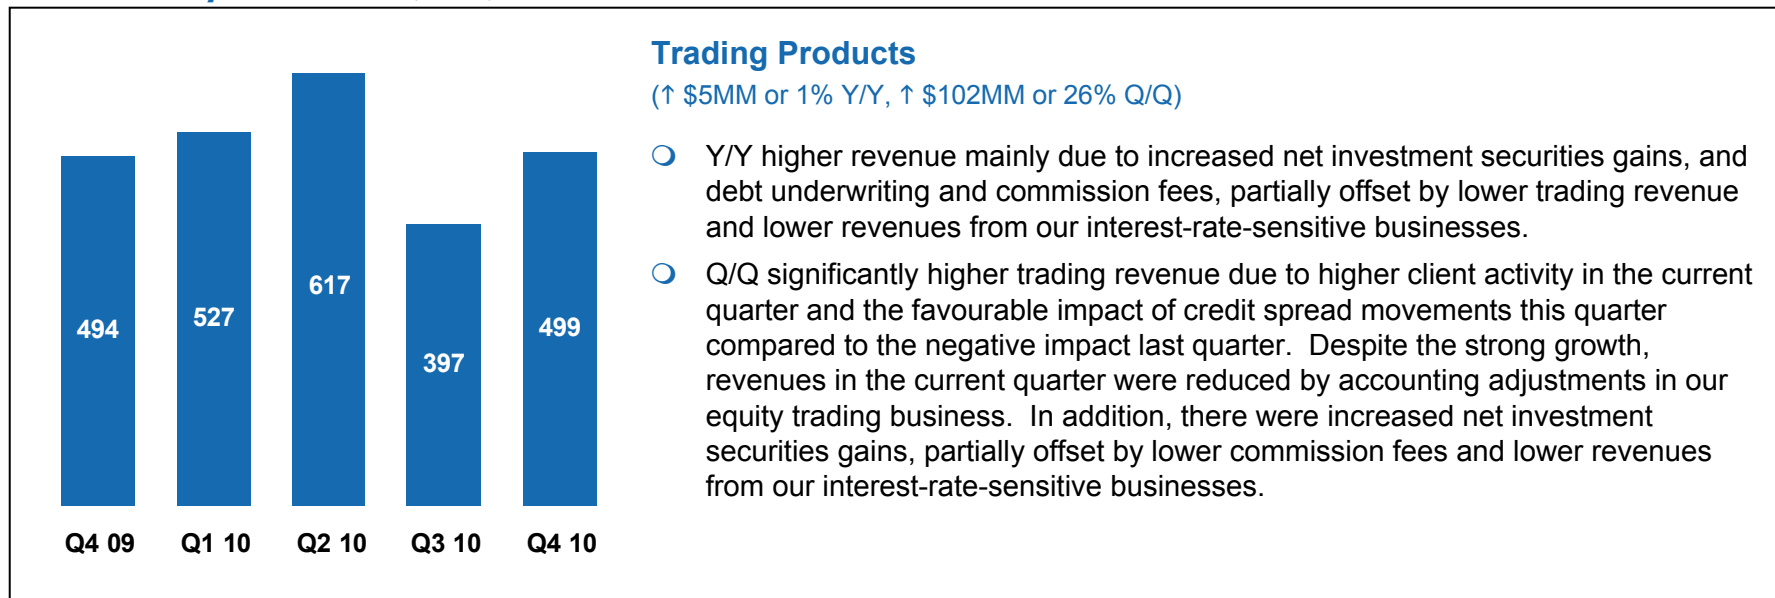 Trading Products
(↑ $5MM or 1% Y/Y, ↑ $102MM or 26% Q/Q)
Y/Y higher revenue mainly due to increased net investment securities gains, and
debt underwriting and commission fees, partially offset by lower trading revenue
and lower revenues from our interest-rate-sensitive businesses.
Q/Q significantly higher trading revenue due to higher client activity in the current
quarter and the favourable impact of credit spread movements this quarter
compared to the negative impact last quarter.  Despite the strong growth,
revenues in the current quarter were reduced by accounting adjustments in our
equity trading business.  In addition, there were increased net investment
securities gains, partially offset by lower commission fees and lower revenues
from our interest-rate-sensitive businesses.
494
527
617
397
499
Q4 09
Q1 10
Q2 10
Q3 10
Q4 10